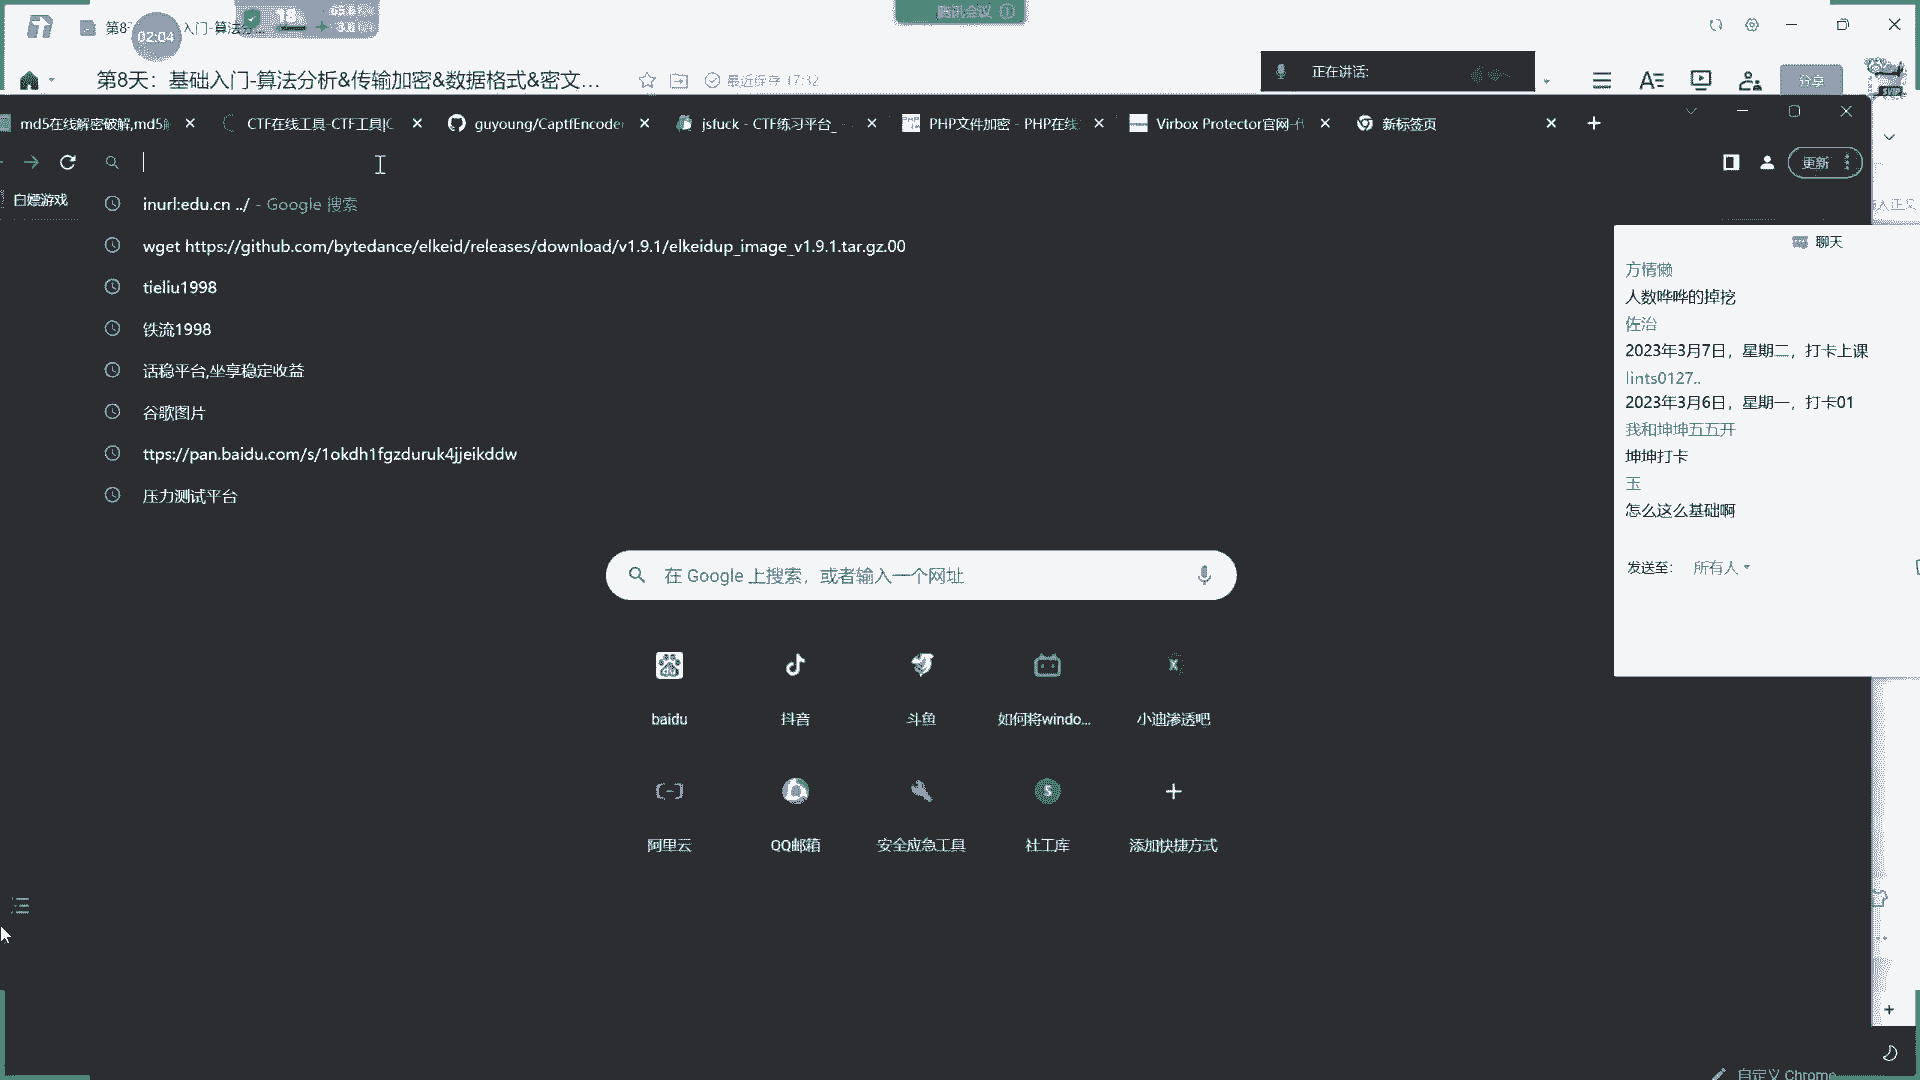 腾讯会议
02:04
第8天：基础入门-算法分析&传输加密&数据格式&密文...
最近保存 17:32
正在讲话:
分享
md5在线解密破解,md5
CTF在线工具-CTF工具|C
guyoung/CaptfEncoder
jsfuck - CTF练习平台_
PHP文件加密 - PHP在线
Virbox Protector官网-代
新标签页
更新
白嫖游戏
inurl:edu.cn ../ - Google 搜索
wget https://github.com/bytedance/elkeid/releases/download/v1.9.1/elkeidup_image_v1.9.1.tar.gz.00
tieliu1998
铁流1998
话稳平台,坐享稳定收益
谷歌图片
ttps://pan.baidu.com/s/1okdh1fgzduruk4jjeikddw
压力测试平台
在 Google 上搜索，或者输入一个网址
baidu
抖音
斗鱼
如何将windo...
小迪渗透吧
阿里云
QQ邮箱
安全应急工具
社工库
添加快捷方式
聊天
方情懒
人数哗哗的掉挖
佐治
2023年3月7日，星期二，打卡上课
lints0127..
2023年3月6日，星期一，打卡01
我和坤坤五五开
坤坤打卡
玉
怎么这么基础啊
发送至:
所有人
自定义 Chrome